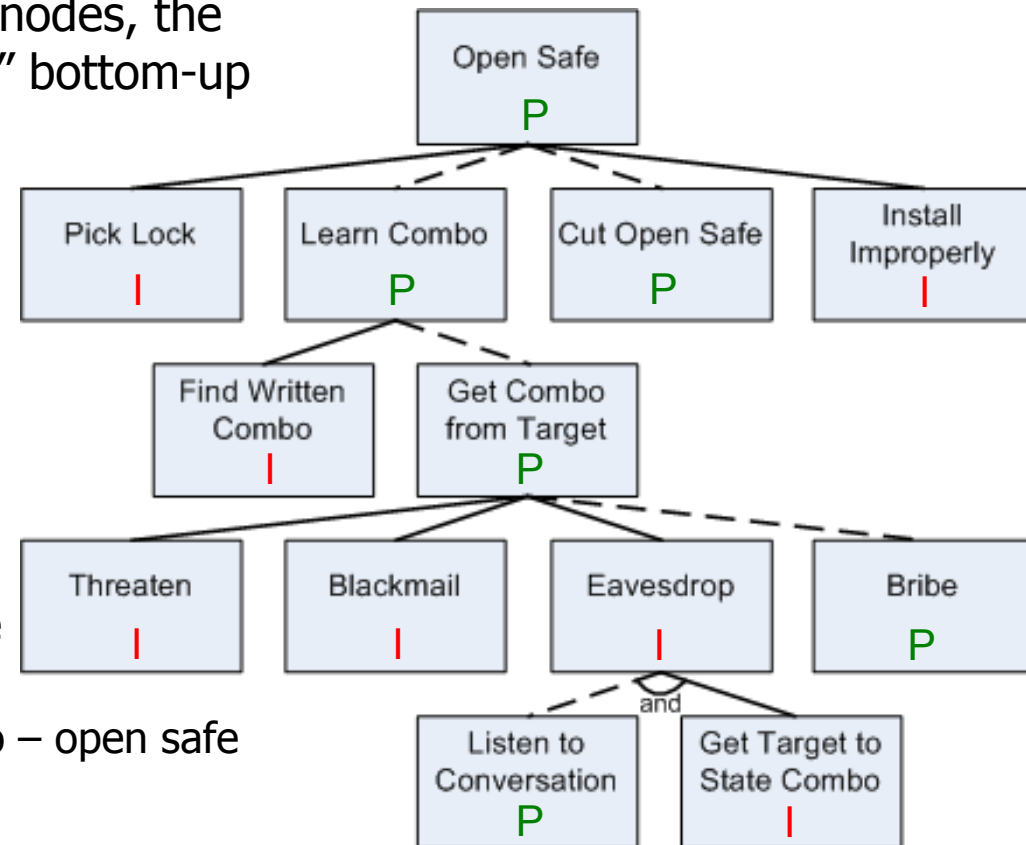 nodes, the
” bottom-up
Open Safe
P
Pick Lock
I
Learn Combo
P
Cut Open Safe
P
Install
Improperly
I
Find Written
Combo
I
Get Combo
from Target
P
Threaten
I
Blackmail
I
Eavesdrop
I
Bribe
P
and
– open safe
Listen to
Conversation
P
Get Target to
State Combo
I